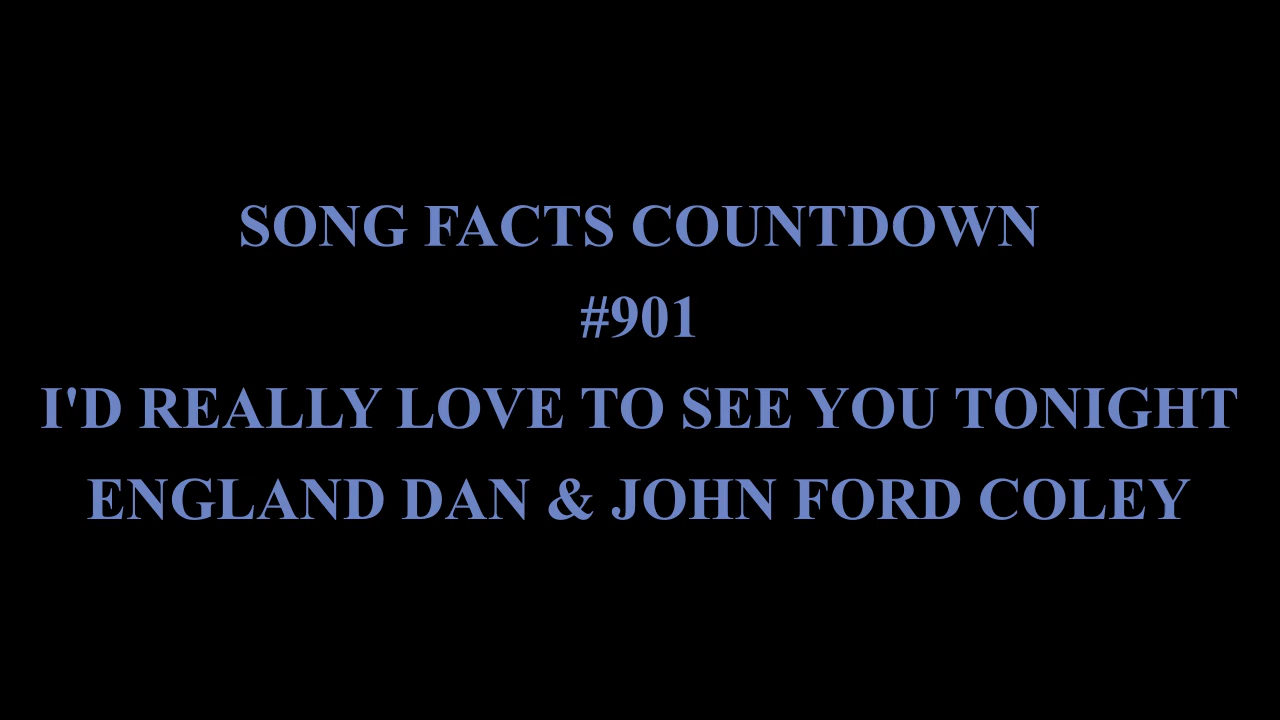 SONG FACTS COUNTDOWN
#901
I'D REALLY LOVE TO SEE YOU TONIGHT
ENGLAND DAN & JOHN FORD COLEY